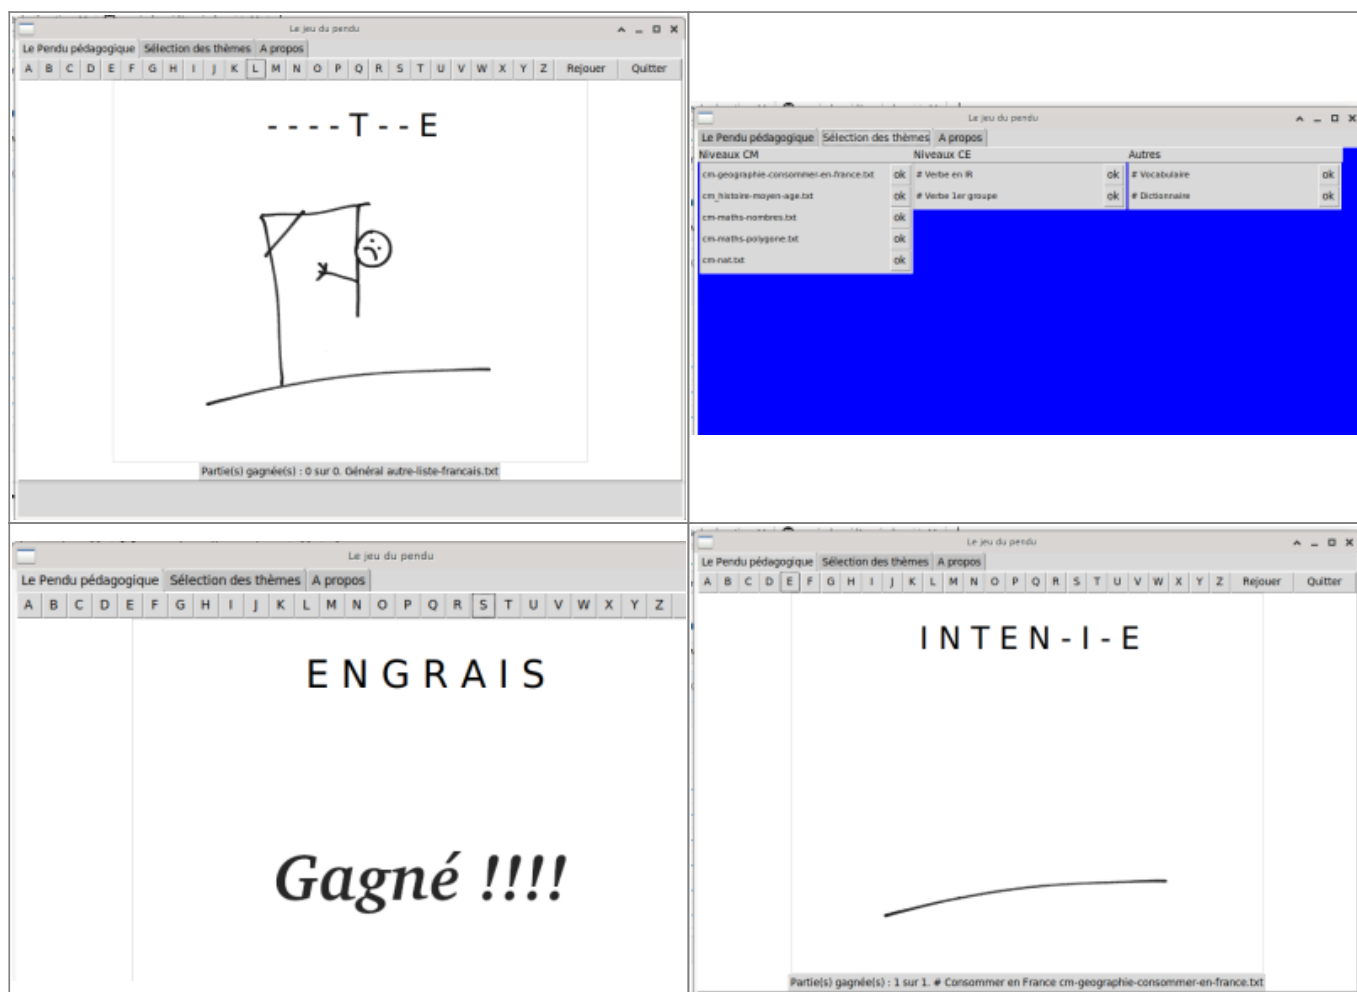 Le jeu du pendu
Le Pendu pédagogique Sélection des thèmes A propos
A B C D E F G H I J K L M N O P Q R S T U V W X Y Z Rejouer Quitter
- - - - T - - E
Partie(s) gagnée(s) : 0 sur 0. Général autre-liste-francais.txt
Le jeu du pendu
Le Pendu pédagogique Sélection des thèmes A propos
Niveaux CM Niveaux CE Autres
cm-geographie-consommer-en-france.txt ok # Verbe en IR ok # Vocabulaire ok
cm_histoire-moyen-age.txt ok # Verbe 1er groupe ok # Dictionnaire ok
cm-maths-nombres.txt ok
cm-maths-polygone.txt ok
cm-nat.txt ok
Le jeu du pendu
Le Pendu pédagogique Sélection des thèmes A propos
A B C D E F G H I J K L M N O P Q R S T U V W X Y Z
E N G R A I S
Gagné !!!!
Le jeu du pendu
Le Pendu pédagogique Sélection des thèmes A propos
A B C D E F G H I J K L M N O P Q R S T U V W X Y Z Rejouer Quitter
I N T E N - I - E
Partie(s) gagnée(s) : 1 sur 1. # Consommer en France cm-geographie-consommer-en-france.txt